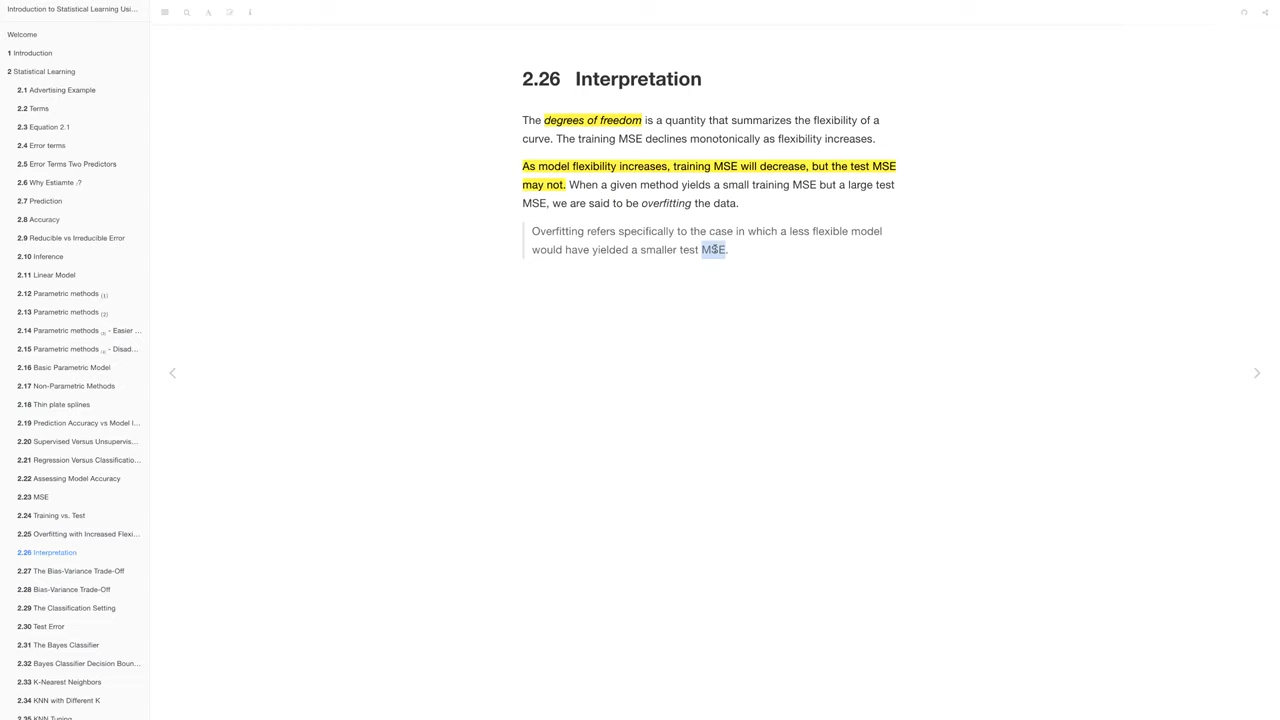 Introduction to Statistical Learning Usi...
Welcome
1 Introduction
2 Statistical Learning
2.1 Advertising Example
2.2 Terms
2.3 Equation 2.1
2.4 Error terms
2.5 Error Terms Two Predictors
2.6 Why Estiamte ?
2.7 Prediction
2.8 Accuracy
2.9 Reducible vs Irreducible Error
2.10 Inference
2.11 Linear Model
2.12 Parametric methods (1)
2.13 Parametric methods (2)
2.14 Parametric methods - Easier ...
2.15 Parametric methods - Disad...
2.16 Basic Parametric Model
2.17 Non-Parametric Methods
2.18 Thin plate splines
2.19 Prediction Accuracy vs Model I...
2.20 Supervised Versus Unsupervis...
2.21 Regression Versus Classificatio...
2.22 Assessing Model Accuracy
2.23 MSE
2.24 Training vs. Test
2.25 Overfitting with Increased Flexi...
2.26 Interpretation
2.27 The Bias-Variance Trade-Off
2.28 Bias-Variance Trade-Off
2.29 The Classification Setting
2.30 Test Error
2.31 The Bayes Classifier
2.32 Bayes Classifier Decision Boun...
2.33 K-Nearest Neighbors
2.34 KNN with Different K
2.35 KNN Tuning
2.26 Interpretation
The degrees of freedom is a quantity that summarizes the flexibility of a
curve. The training MSE declines monotonically as flexibility increases.
As model flexibility increases, training MSE will decrease, but the test MSE
may not. When a given method yields a small training MSE but a large test
MSE, we are said to be overfitting the data.
Overfitting refers specifically to the case in which a less flexible model
would have yielded a smaller test MSE.